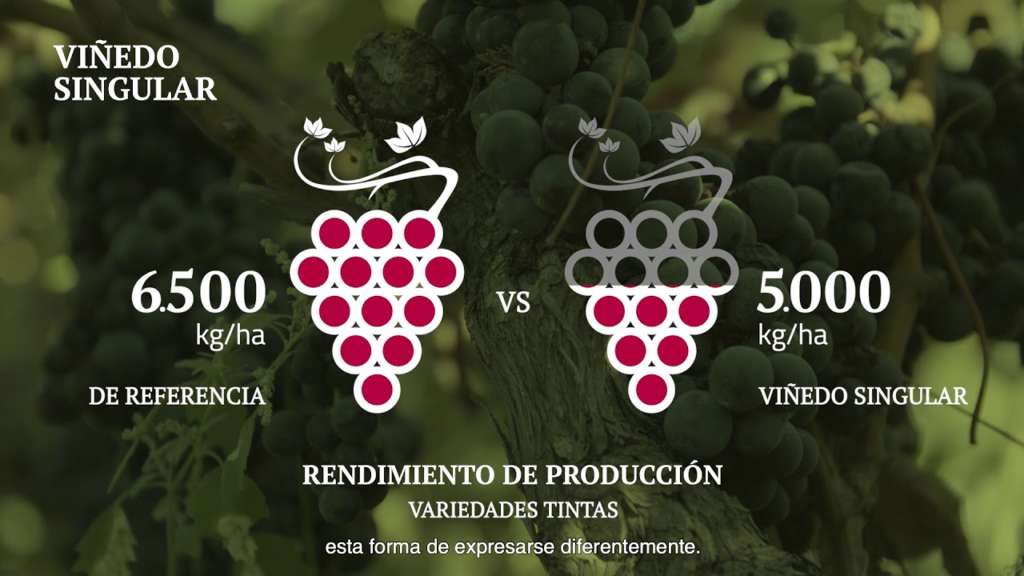 VIÑEDO
SINGULAR
6.500
kg/ha
DE REFERENCIA
VS
5.000
kg/ha
VIÑEDO SINGULAR
RENDIMIENTO DE PRODUCCIÓN
VARIEDADES TINTAS
esta forma de expresarse diferentemente.